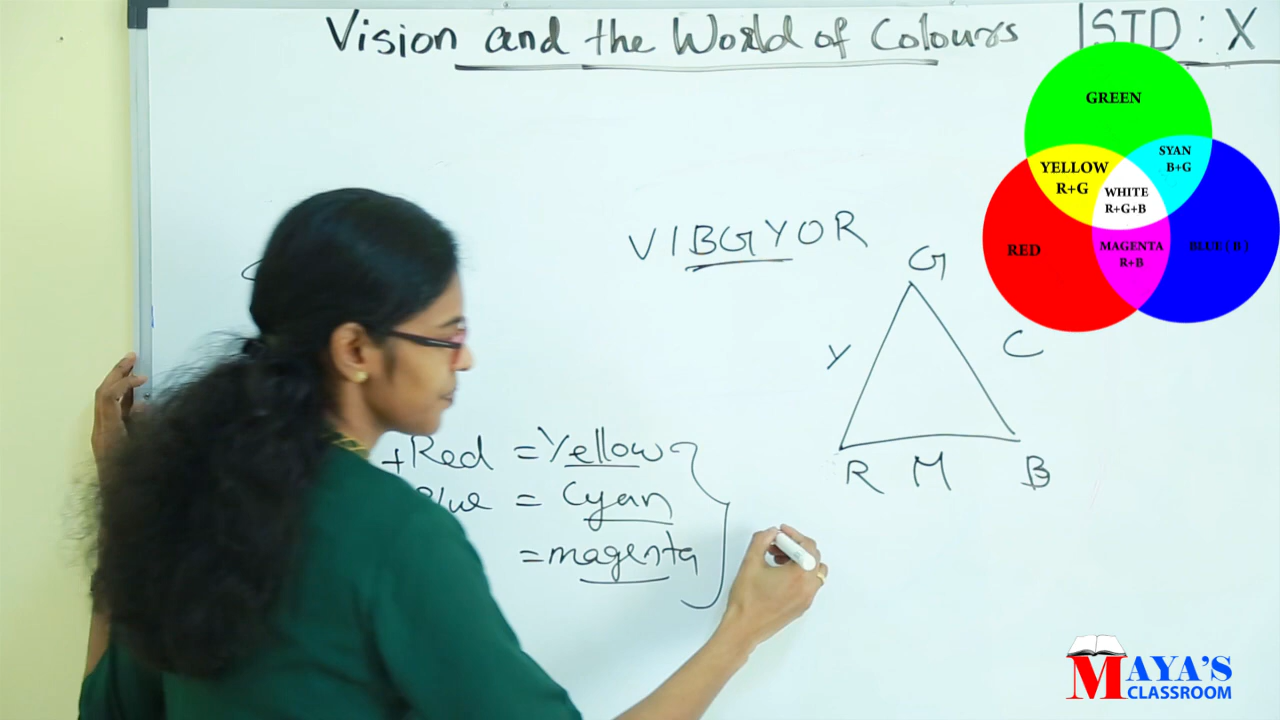 Vision and the World of Colours |STD : X
GREEN
SYAN
B+G
YELLOW
R+G
WHITE
R+G+B
RED
MAGENTA
R+B
BLUE ( B )
VIBGYOR
G
Y
C
R M B
+Red = Yellow
= Cyan
= magenta
MAYA'S
CLASSROOM